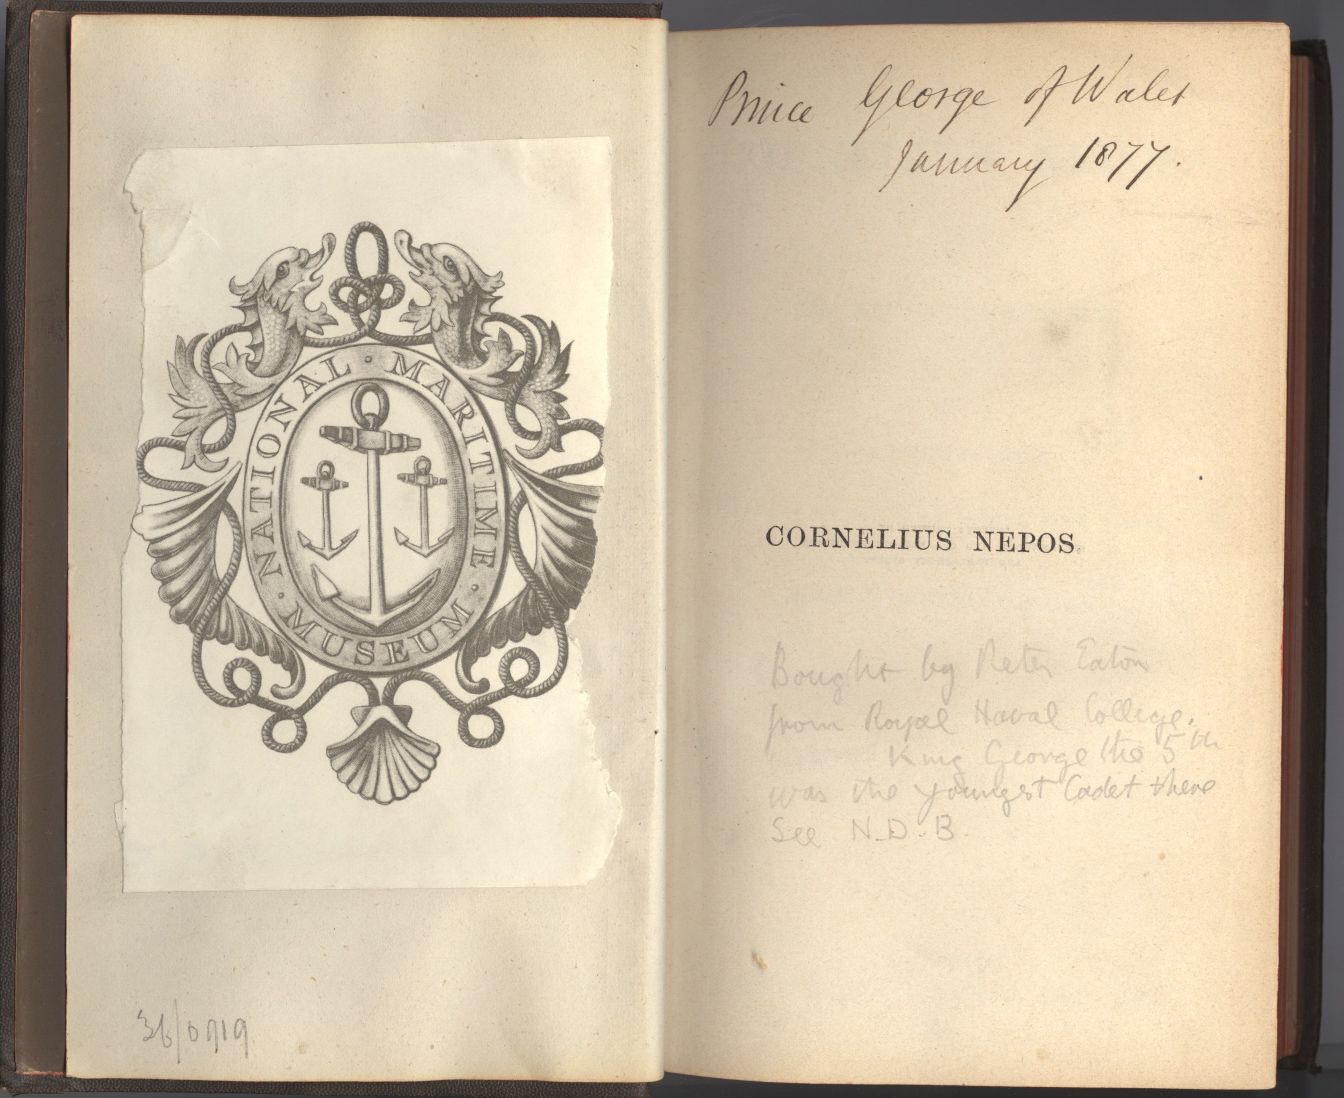 NATIONAL · MARITIME · MUSEUM ·
36/0919
Prince George of Wales
January 1877.
CORNELIUS NEPOS.
Bought by Peter Eaton
from Royal Naval College.
King George the 5th
was the youngest Cadet there
See N.D.B.